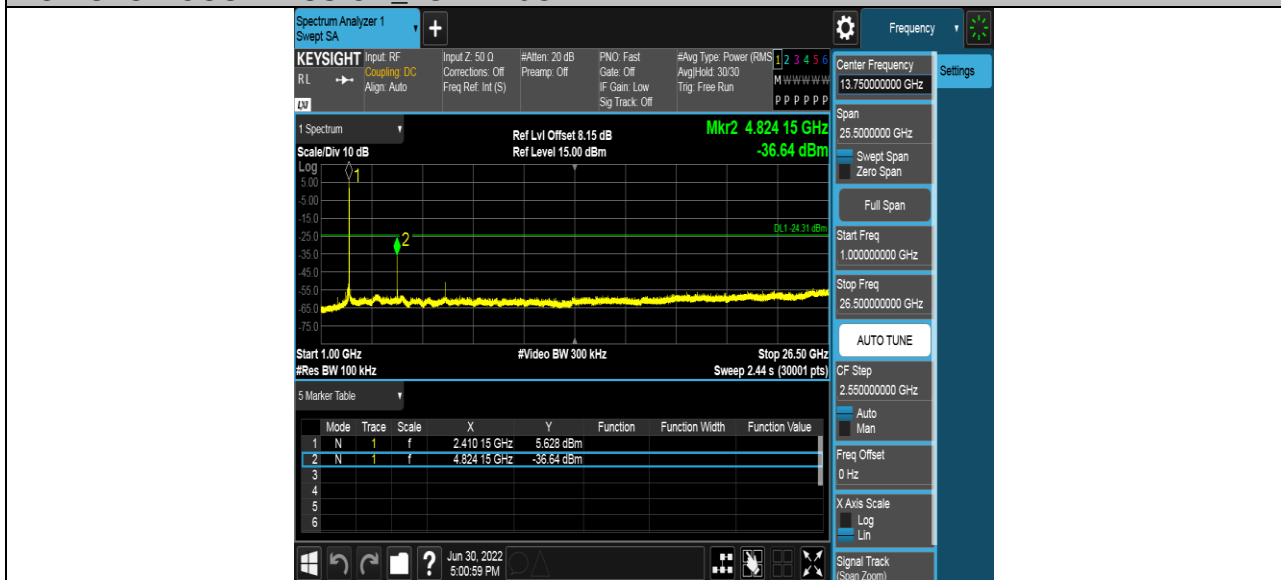 Spectrum Analyzer 1
Swept SA
+
Frequency
KEYSIGHT
RL
LXI
Input: RF
Coupling: DC
Align: Auto
Input Z: 50 Ω
Corrections: Off
Freq Ref: Int (S)
#Atten: 20 dB
Preamp: Off
PNO: Fast
Gate: Off
IF Gain: Low
Sig Track: Off
#Avg Type: Power (RMS
Avg|Hold: 30/30
Trig: Free Run
1 2 3 4 5 6
M W W W W W
P P P P P P
Center Frequency
13.750000000 GHz
Settings
1 Spectrum
Scale/Div 10 dB
Ref Lvl Offset 8.15 dB
Ref Level 15.00 dBm
Mkr2 4.824 15 GHz
-36.64 dBm
Span
25.5000000 GHz
Swept Span
Zero Span
Full Span
Log
5.00
-5.00
-15.0
-25.0
-35.0
-45.0
-55.0
-65.0
-75.0
1
2
DL1 -24.31 dBm
Start Freq
1.000000000 GHz
Stop Freq
26.500000000 GHz
AUTO TUNE
Start 1.00 GHz
#Res BW 100 kHz
#Video BW 300 kHz
Stop 26.50 GHz
Sweep 2.44 s (30001 pts)
CF Step
2.550000000 GHz
Auto
Man
5 Marker Table
Mode Trace Scale X Y Function Function Width Function Value
1 N 1 f 2.410 15 GHz 5.628 dBm
2 N 1 f 4.824 15 GHz -36.64 dBm
3
4
5
6
Freq Offset
0 Hz
X Axis Scale
Log
Lin
Signal Track
(Span Zoom)
?
Jun 30, 2022
5:00:59 PM